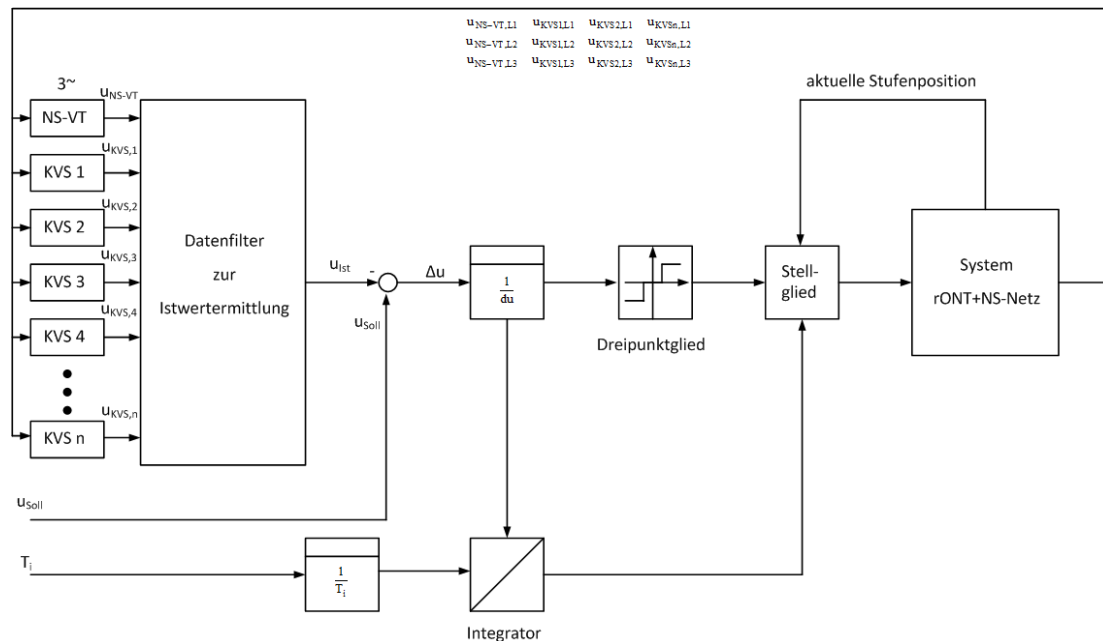 u_NS-VT,L1 u_KVS1,L1 u_KVS2,L1 u_KVSn,L1
u_NS-VT,L2 u_KVS1,L2 u_KVS2,L2 u_KVSn,L2
u_NS-VT,L3 u_KVS1,L3 u_KVS2,L3 u_KVSn,L3
3~
aktuelle Stufenposition
u_NS-VT
NS-VT
u_KVS,1
KVS 1
u_KVS,2
KVS 2
u_KVS,3
KVS 3
u_KVS,4
KVS 4
u_KVS,n
KVS n
Datenfilter
zur
Istwertermittlung
u_Ist
-
u_Soll
Δu
1
du
Dreipunktglied
Stell-
glied
System
rONT+NS-Netz
u_Soll
T_i
1
T_i
Integrator